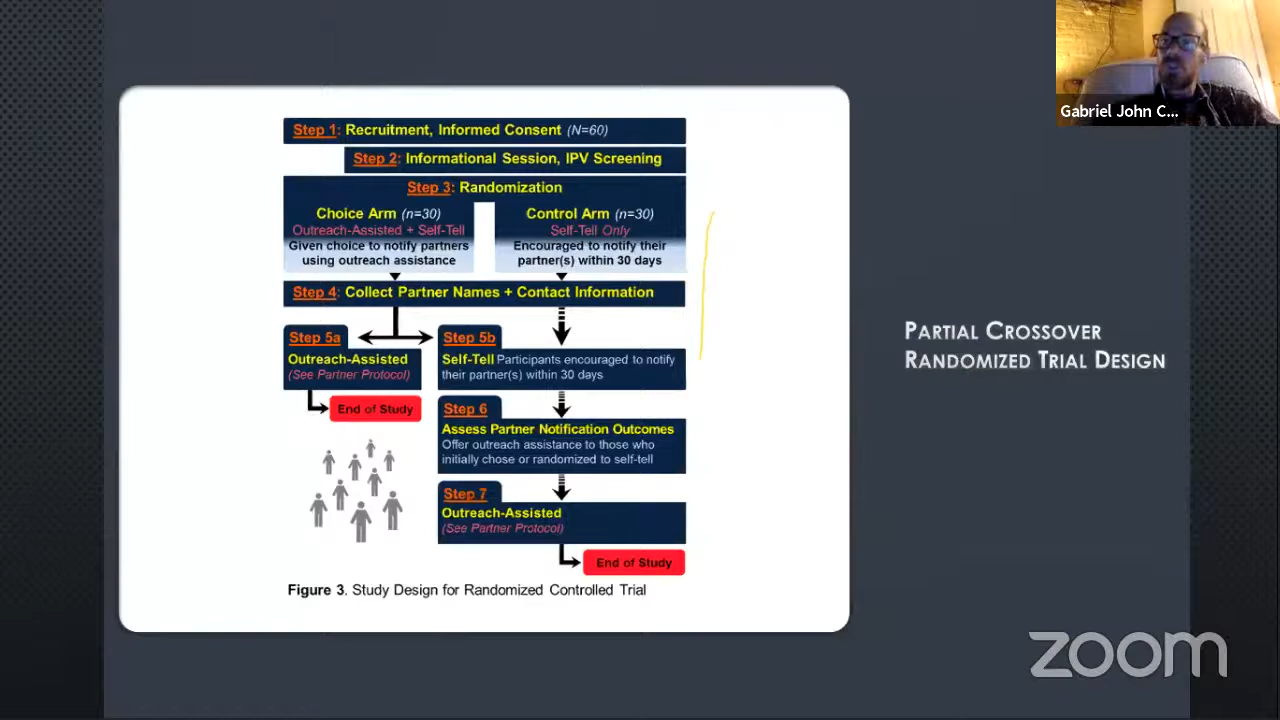 Gabriel John C...
Step 1: Recruitment, Informed Consent (N=60)
Step 2: Informational Session, IPV Screening
Step 3: Randomization
Choice Arm (n=30)
Outreach-Assisted + Self-Tell
Given choice to notify partners
using outreach assistance
Control Arm (n=30)
Self-Tell Only
Encouraged to notify their
partner(s) within 30 days
Step 4: Collect Partner Names + Contact Information
Step 5a
Outreach-Assisted
(See Partner Protocol)
End of Study
Step 5b
Self-Tell Participants encouraged to notify
their partner(s) within 30 days
Step 6
Assess Partner Notification Outcomes
Offer outreach assistance to those who
initially chose or randomized to self-tell
Step 7
Outreach-Assisted
(See Partner Protocol)
End of Study
Figure 3. Study Design for Randomized Controlled Trial
PARTIAL CROSSOVER
RANDOMIZED TRIAL DESIGN
zoom